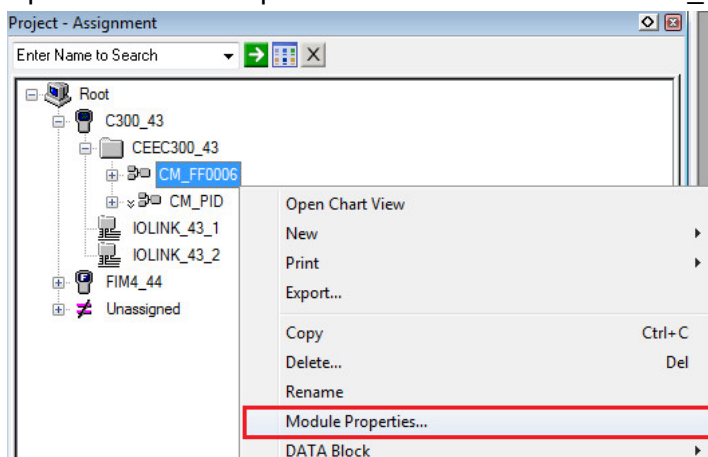 Project - Assignment
Enter Name to Search
Root
C300_43
CEEC300_43
CM_FF0006
CM_PID
IOLINK_43_1
IOLINK_43_2
FIM4_44
Unassigned
Open Chart View
New
Print
Export...
Copy Ctrl+C
Delete... Del
Rename
Module Properties...
DATA Block